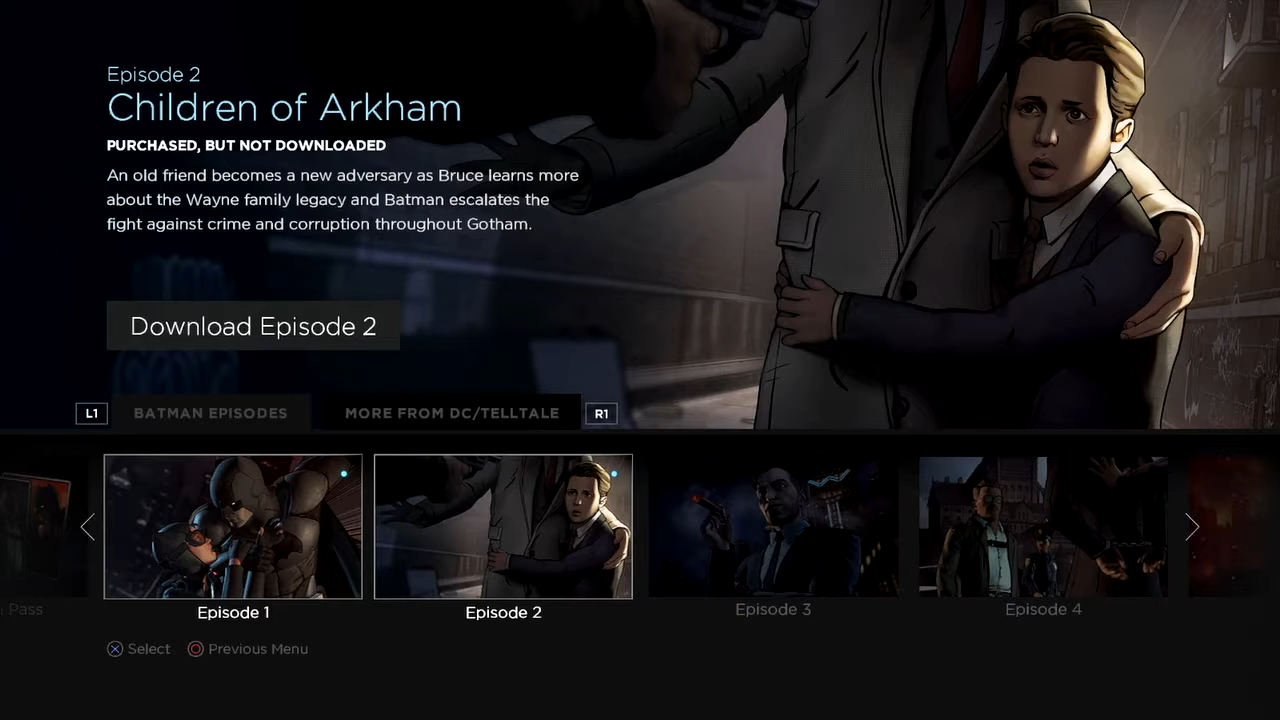 Episode 2
Children of Arkham
PURCHASED, BUT NOT DOWNLOADED
An old friend becomes a new adversary as Bruce learns more
about the Wayne family legacy and Batman escalates the
fight against crime and corruption throughout Gotham.
Download Episode 2
L1 BATMAN EPISODES MORE FROM DC/TELLTALE R1
Pass Episode 1 Episode 2 Episode 3 Episode 4
Select Previous Menu